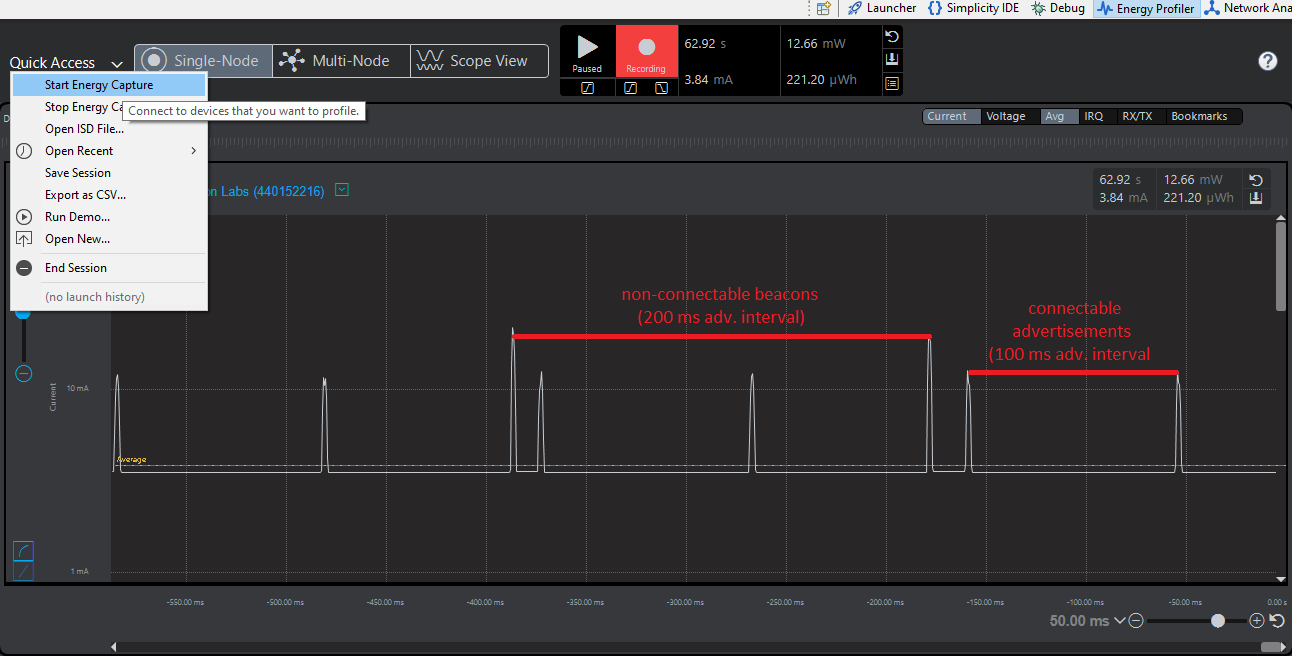 Launcher
Simplicity IDE
Debug
Energy Profiler
Network Ana
Quick Access
Single-Node
Multi-Node
Scope View
Paused
Recording
62.92 s
12.66 mW
3.84 mA
221.20 µWh
Start Energy Capture
Stop Energy Ca
Connect to devices that you want to profile.
Open ISD File...
Open Recent
Save Session
Export as CSV...
Run Demo...
Open New...
End Session
(no launch history)
D
Current
Voltage
Avg
IRQ
RX/TX
Bookmarks
on Labs (440152216)
62.92 s
12.66 mW
3.84 mA
221.20 µWh
non-connectable beacons
(200 ms adv. interval)
connectable
advertisements
(100 ms adv. interval
Current
10 mA
Average
1 mA
-550.00 ms
-500.00 ms
-450.00 ms
-400.00 ms
-350.00 ms
-300.00 ms
-250.00 ms
-200.00 ms
-150.00 ms
-100.00 ms
-50.00 ms
0.00 s
50.00 ms